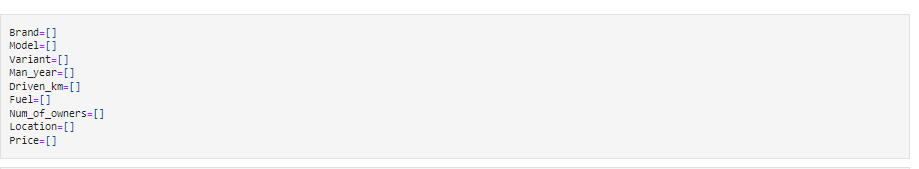 Brand=[]
Model=[]
Variant=[]
Man_year=[]
Driven_km=[]
Fuel=[]
Num_of_owners=[]
Location=[]
Price=[]